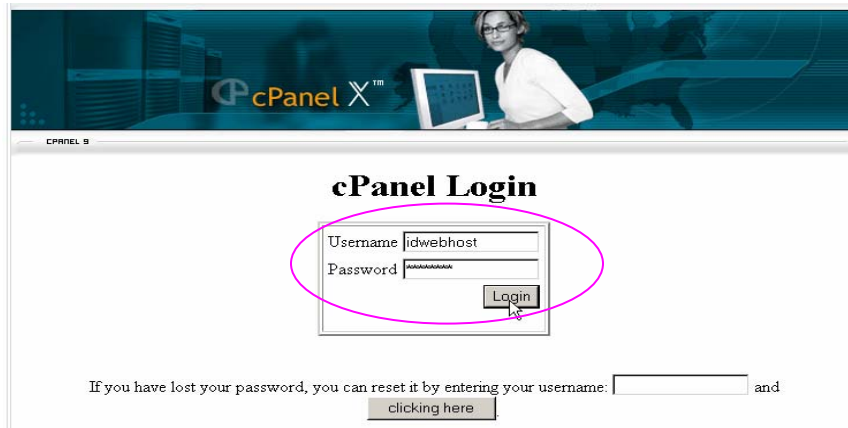 cPanel X™
CPANEL 9
cPanel Login
Username idwebhost
Password ********
Login
If you have lost your password, you can reset it by entering your username: and
clicking here .